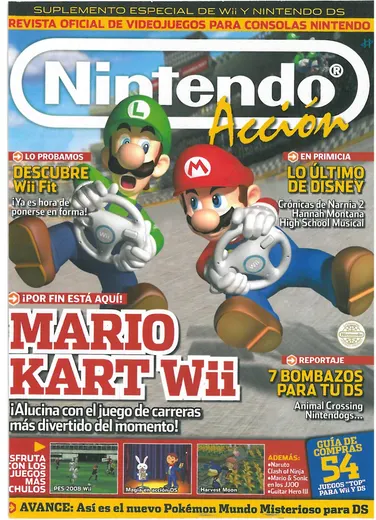 SUPLEMENTO ESPECIAL DE Wii Y NINTENDO DS
REVISTA OFICIAL DE VIDEOJUEGOS PARA CONSOLAS NINTENDO
Nintendo®
Acción
LO PROBAMOS
DESCUBRE
Wii Fit
¡Ya es hora de
ponerse en forma!
EN PRIMICIA
LO ÚLTIMO
DE DISNEY
Crónicas de Narnia 2
Hannah Montana
High School Musical
¡POR FIN ESTÁ AQUÍ!
MARIO
KART Wii
¡Alucina con el juego de carreras
más divertido del momento!
REPORTAJE
7 BOMBAZOS
PARA TU DS
Animal Crossing
Nintendogs...
SFRUTA
CON LOS
JUEGOS
MÁS
CHULOS
PES 2008 Wii
Magia en acción DS
Harvest Moon
ADEMÁS:
•Naruto
Clash of Ninja
•Mario & Sonic
en los JJOO
•Guitar Hero III
GUÍA DE
COMPRAS
54
JUEGOS "TOP"
PARA Wii Y DS
AVANCE: Así es el nuevo Pokémon Mundo Misterioso para DS